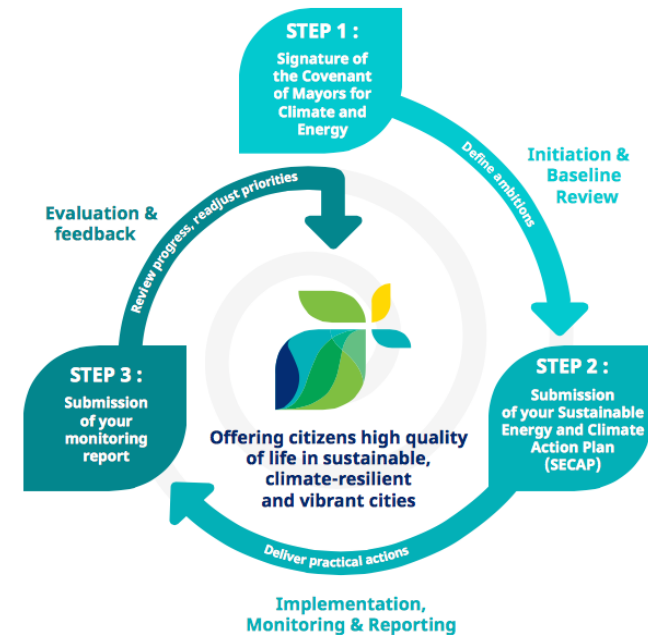 STEP 1 :
Signature of
the Covenant
of Mayors for
Climate and
Energy
Define ambitions
Initiation &
Baseline
Review
STEP 2 :
Submission
of your Sustainable
Energy and Climate
Action Plan
(SECAP)
Deliver practical actions
Implementation,
Monitoring & Reporting
STEP 3 :
Submission
of your
monitoring
report
Review progress, readjust priorities
Evaluation &
feedback
Offering citizens high quality
of life in sustainable,
climate-resilient
and vibrant cities